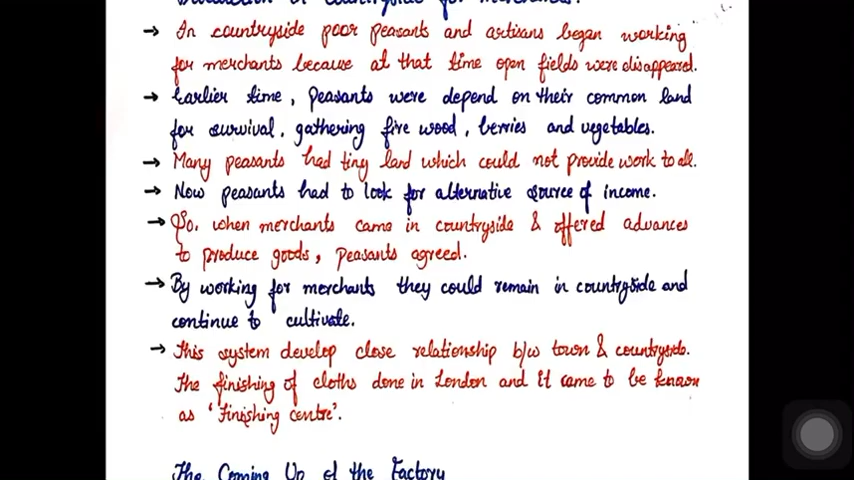 of countryside for merchants.
→ In countryside poor peasants and artisans began working
for merchants because at that time open fields were disappeared.
→ Earlier time, peasants were depend on their common land
for survival, gathering fire wood, berries and vegetables.
→ Many peasants had tiny land which could not provide work to all.
→ Now peasants had to look for alternative source of income.
→ So, when merchants came in countryside & offered advances
to produce goods, peasants agreed.
→ By working for merchants they could remain in countryside and
continue to cultivate.
→ This system develop close relationship b/w town & countryside.
The finishing of cloths done in London and it came to be known
as 'Finishing centre'.
The Coming Up of the Factory